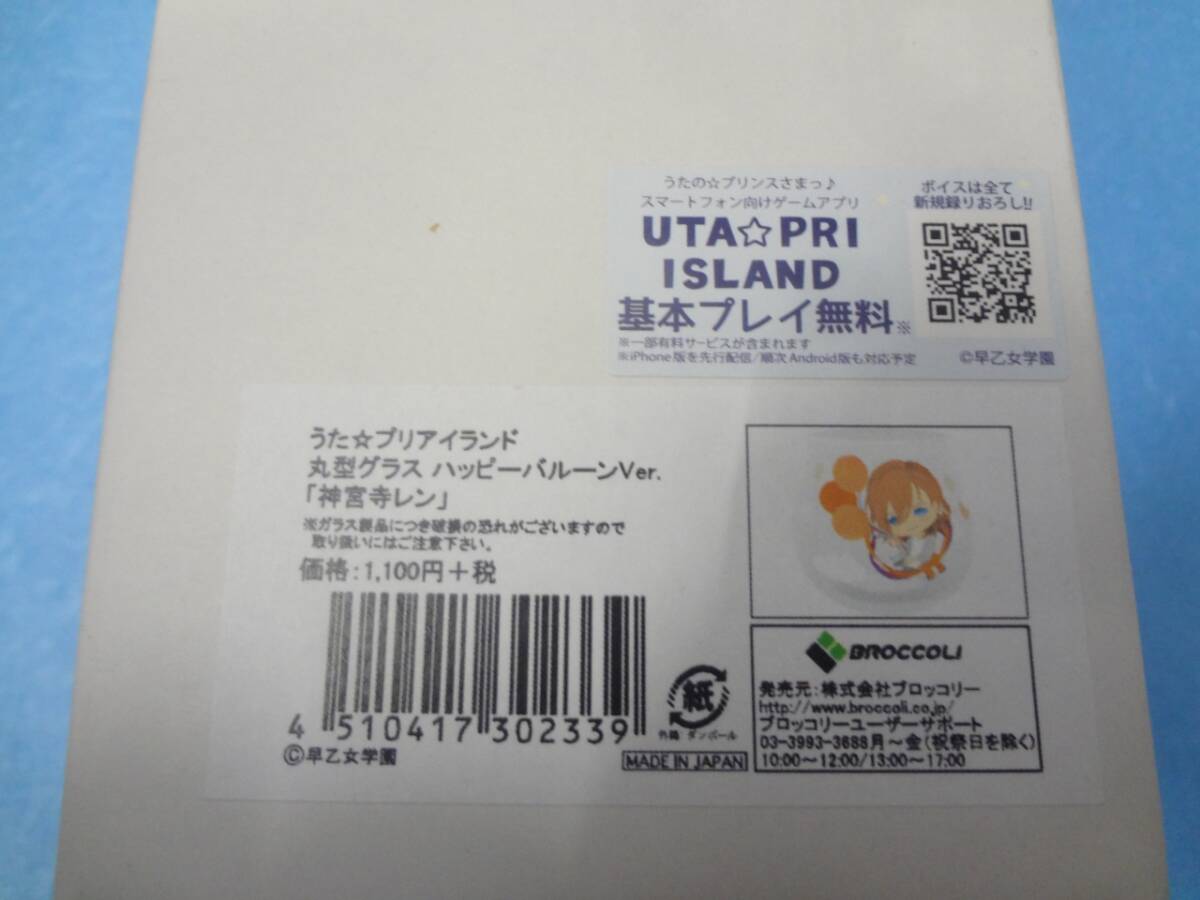 うたの☆プリンスさまっ♪
スマートフォン向けゲームアプリ
UTA☆PRI
ISLAND
基本プレイ無料※
※一部有料サービスが含まれます
※iPhone版を先行配信/順次Android版も対応予定
ボイスは全て
新規録りおろし!!
©早乙女学園
うた☆プリアイランド
丸型グラス ハッピーバルーンVer.
「神宮寺レン」
※ガラス製品につき破損の恐れがございますので
取り扱いにはご注意下さい。
価格:1,100円+税
4 510417 302339
©早乙女学園
紙
外箱 ダンボール
MADE IN JAPAN
BROCCOLI
発売元:株式会社ブロッコリー
http://www.broccoli.co.jp/
ブロッコリーユーザーサポート
03-3993-3688月～金(祝祭日を除く)
10:00～12:00/13:00～17:00